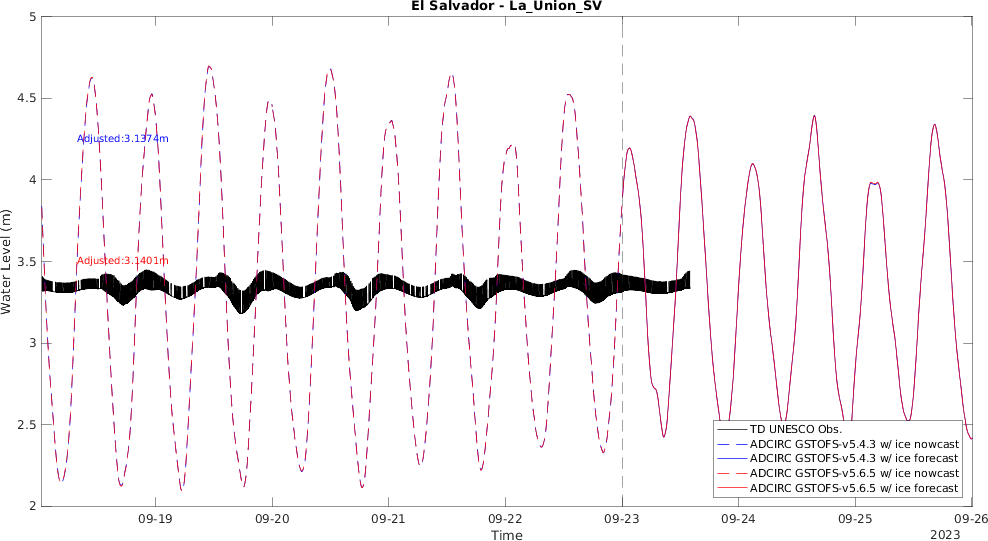 El Salvador - La_Union_SV
5
4.5
4
3.5
3
2.5
2
Water Level (m)
Adjusted:3.1374m
Adjusted:3.1401m
TD UNESCO Obs.
ADCIRC GSTOFS-v5.4.3 w/ ice nowcast
ADCIRC GSTOFS-v5.4.3 w/ ice forecast
ADCIRC GSTOFS-v5.6.5 w/ ice nowcast
ADCIRC GSTOFS-v5.6.5 w/ ice forecast
09-19 09-20 09-21 09-22 09-23 09-24 09-25 09-26
Time
2023